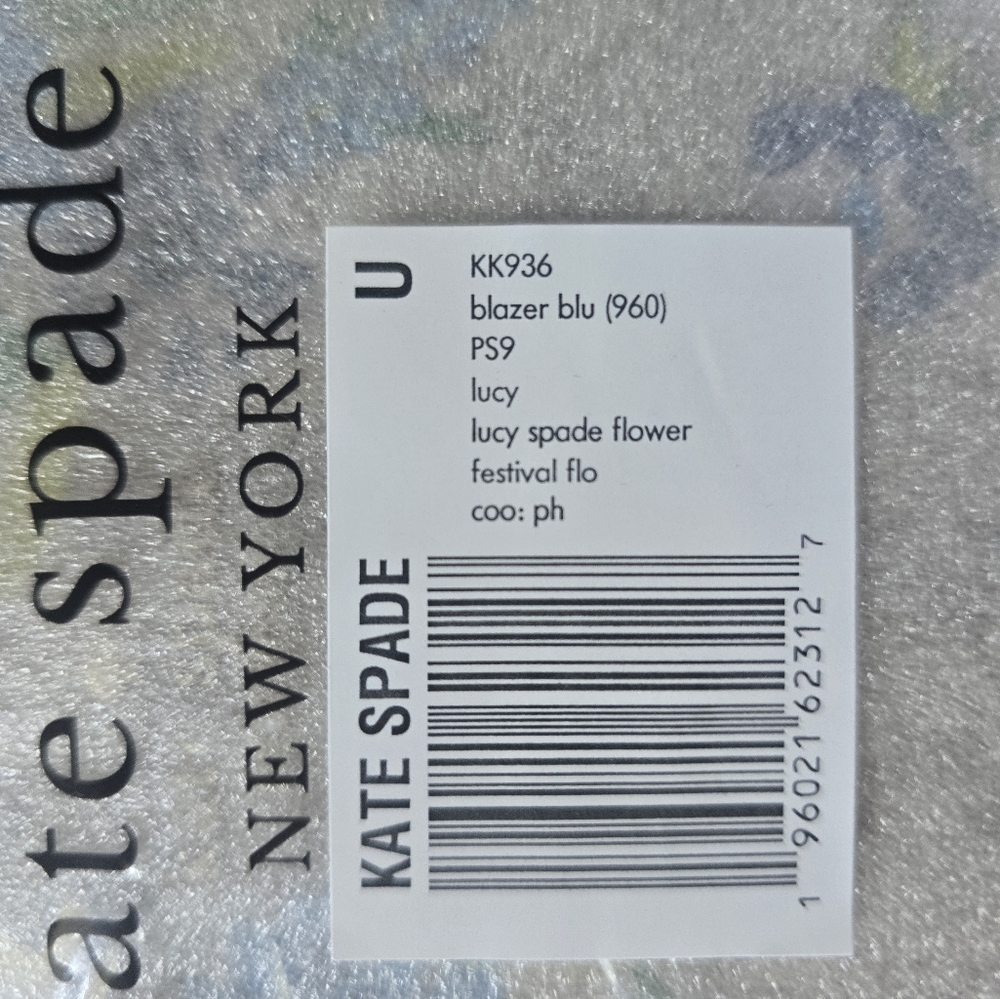 ate spade
NEW YORK
U
KK936
blazer blu (960)
PS9
lucy
lucy spade flower
festival flo
coo: ph
KATE SPADE
1 96021 62312 7